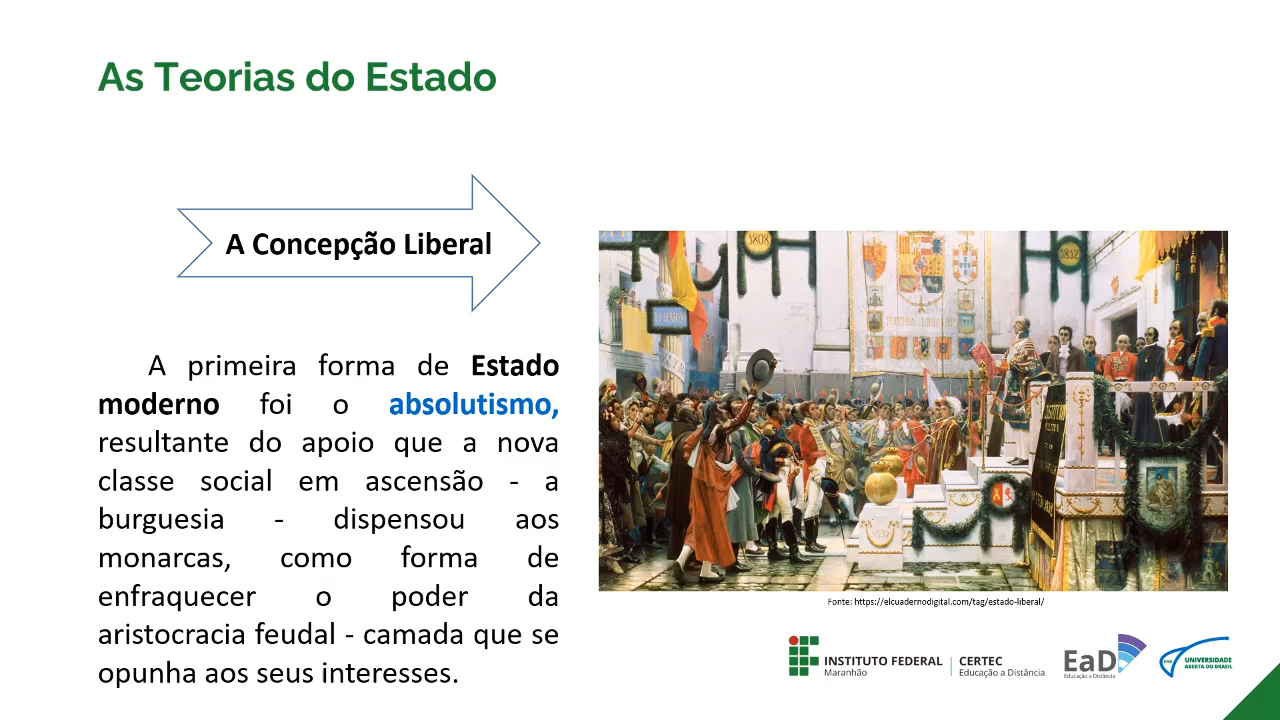 As Teorias do Estado
A Concepção Liberal
A primeira forma de Estado
moderno foi o absolutismo,
resultante do apoio que a nova
classe social em ascensão - a
burguesia - dispensou aos
monarcas, como forma de
enfraquecer o poder da
aristocracia feudal - camada que se
opunha aos seus interesses.
1808
Fonte: https://elcuadernodigital.com/tag/estado-liberal/
INSTITUTO FEDERAL
Maranhão
CERTEC
Educação a Distância
EaD
Educação a Distância
UAB
UNIVERSIDADE
ABERTA DO BRASIL